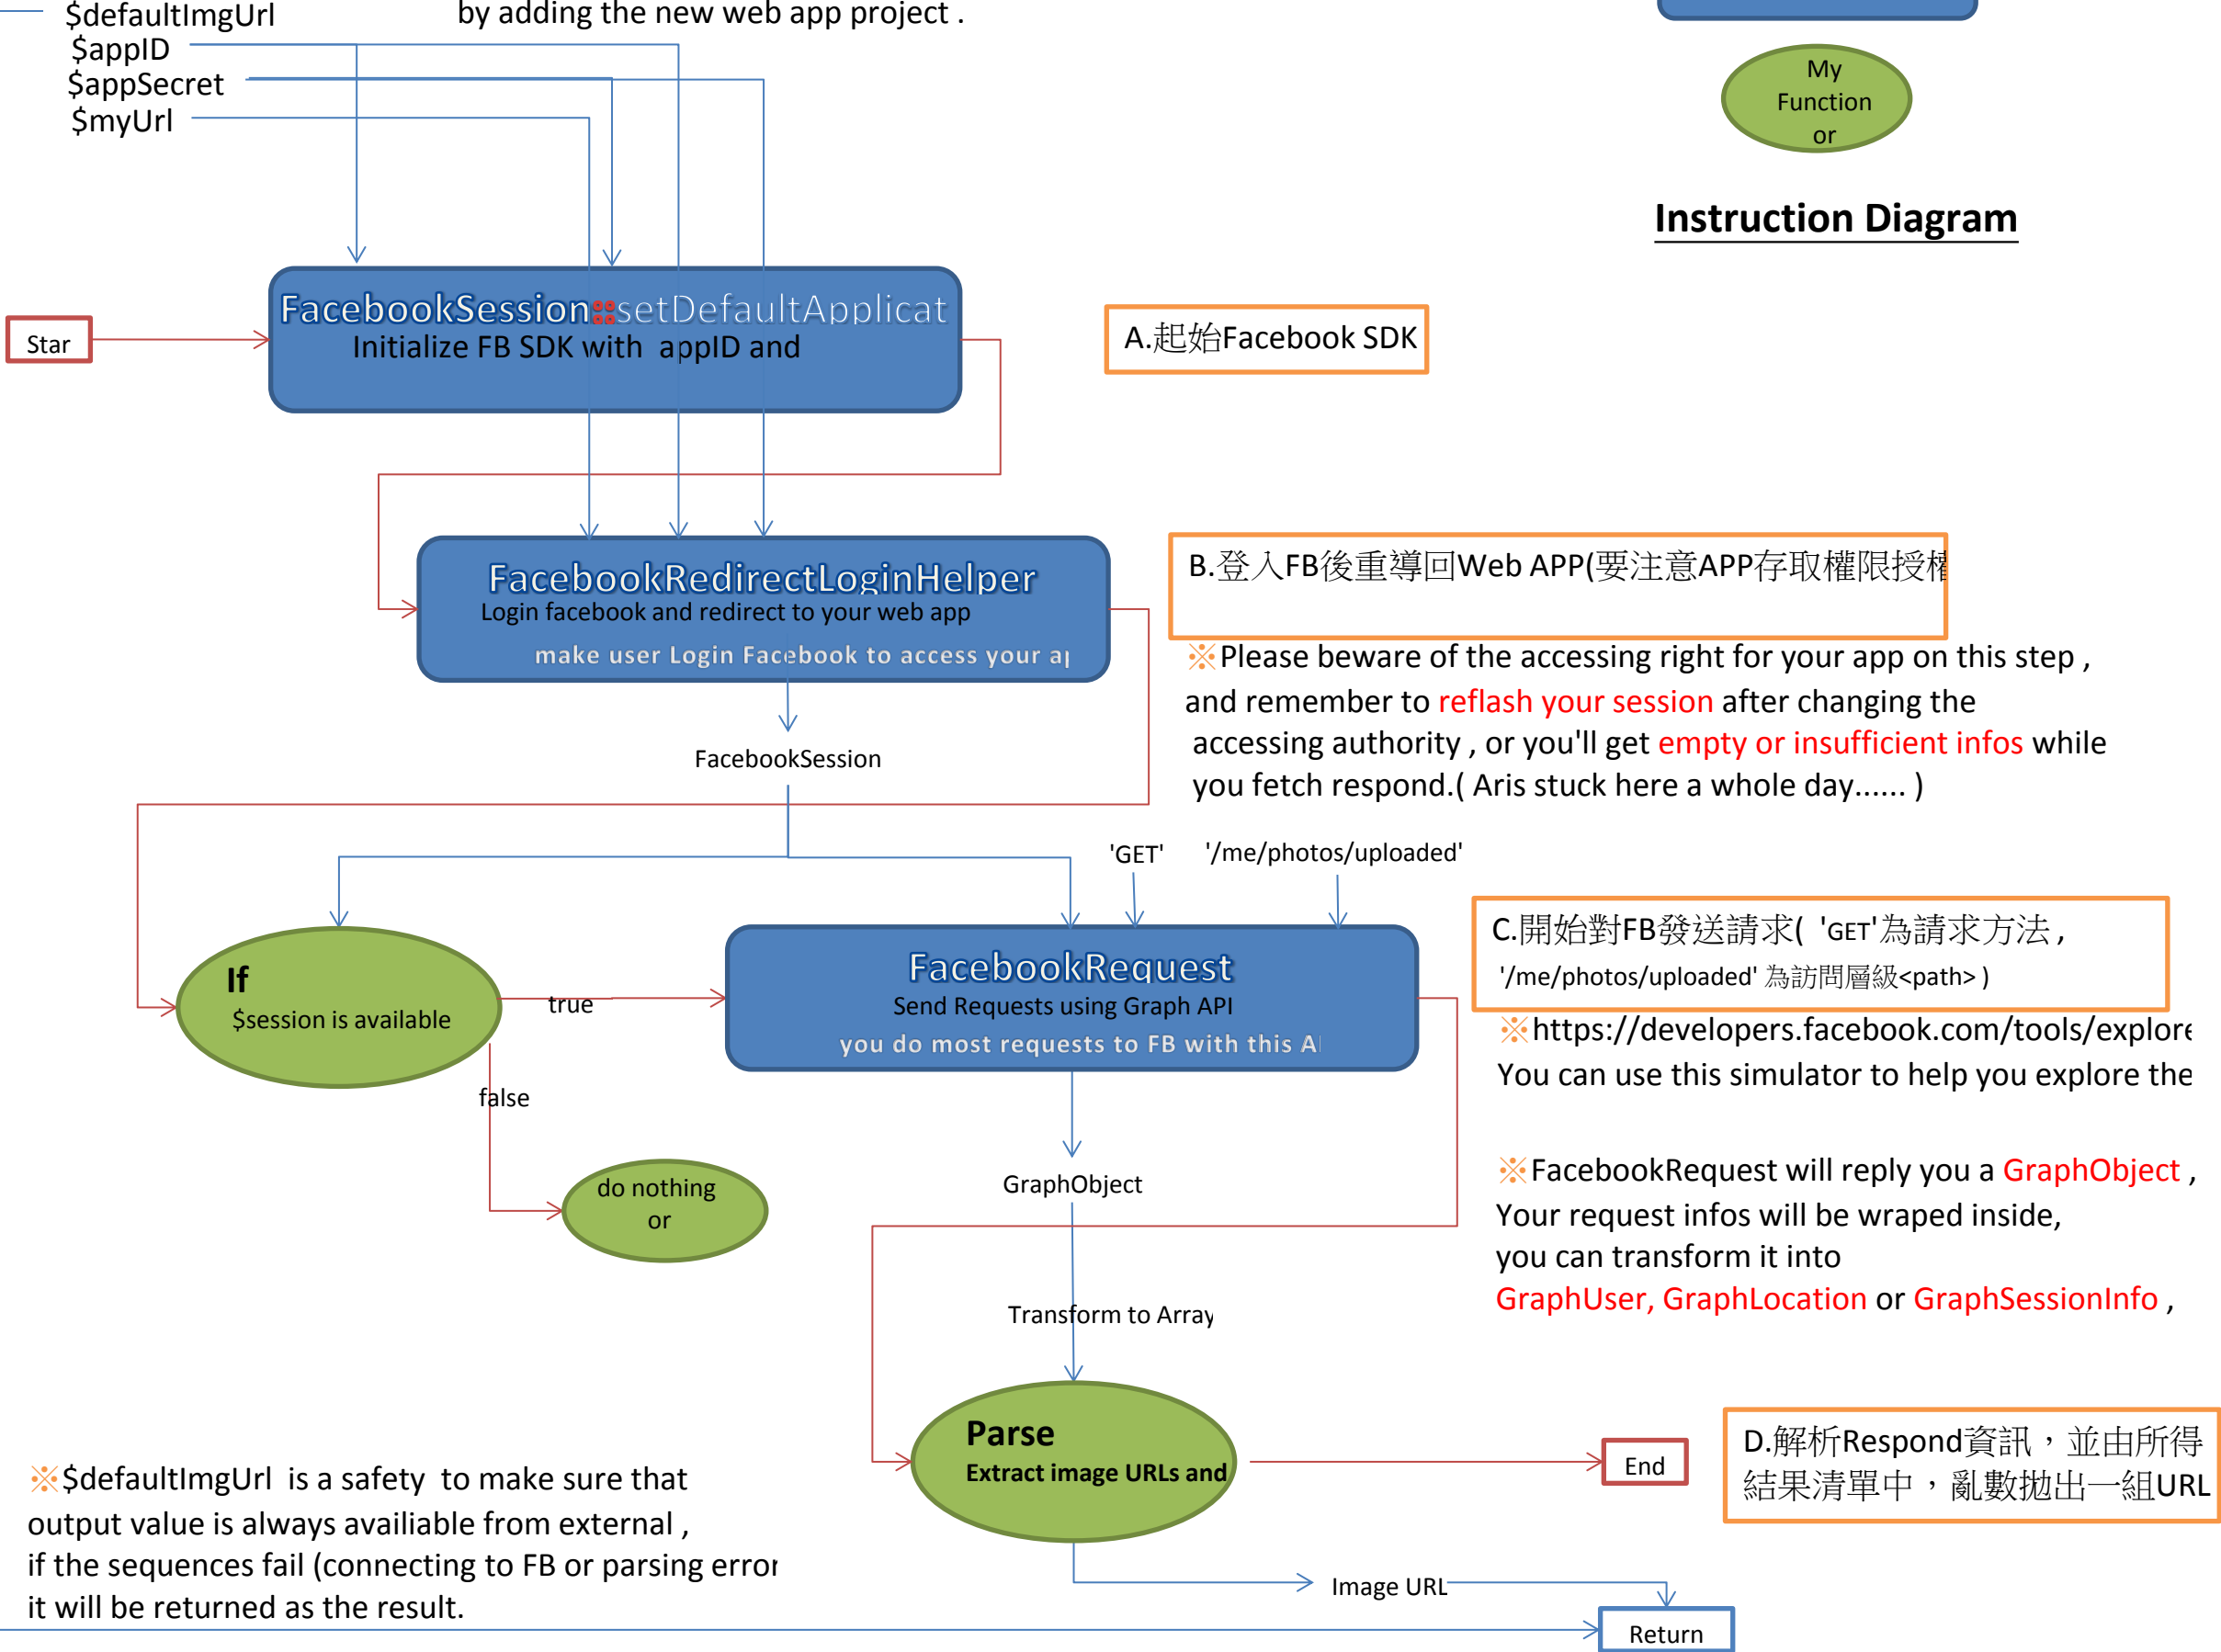 $defaultImgUrl
by adding the new web app project .
$appID
$appSecret
$myUrl
My
Function
or
Instruction Diagram
Star
FacebookSession::setDefaultApplicat
Initialize FB SDK with appID and
A.起始Facebook SDK
FacebookRedirectLoginHelper
Login facebook and redirect to your web app
make user Login Facebook to access your
B.登入FB後重導回Web APP(要注意APP存取權限授權
※Please beware of the accessing right for your app on this step ,
and remember to reflash your session after changing the
accessing authority , or you'll get empty or insufficient infos while
you fetch respond.( Aris stuck here a whole day...... )
FacebookSession
'GET' '/me/photos/uploaded'
If
$session is available
true
false
do nothing
or
FacebookRequest
Send Requests using Graph API
you do most requests to FB with this
C.開始對FB發送請求( 'GET'為請求方法 ,
'/me/photos/uploaded' 為訪問層級<path> )
※https://developers.facebook.com/tools/explore
You can use this simulator to help you explore the
※FacebookRequest will reply you a GraphObject ,
Your request infos will be wraped inside,
you can transform it into
GraphUser, GraphLocation or GraphSessionInfo ,
GraphObject
Transform to Array
Parse
Extract image URLs and
End
D.解析Respond資訊，並由所得
結果清單中，亂數拋出一組URL
※$defaultImgUrl is a safety to make sure that
output value is always availiable from external ,
if the sequences fail (connecting to FB or parsing error
it will be returned as the result.
Image URL
Return